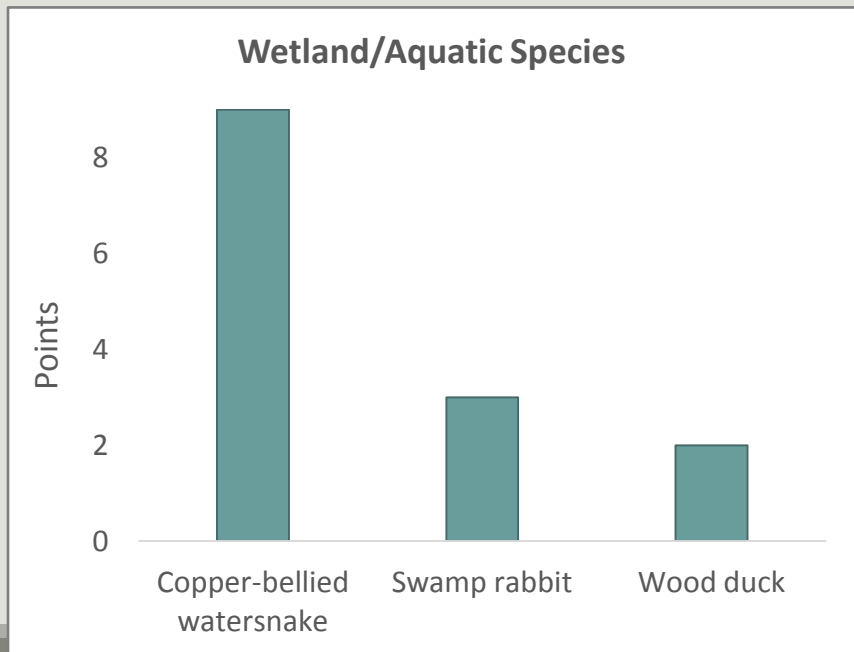 Wetland/Aquatic Species
Points
8
6
4
2
0
Copper-bellied
watersnake
Swamp rabbit
Wood duck